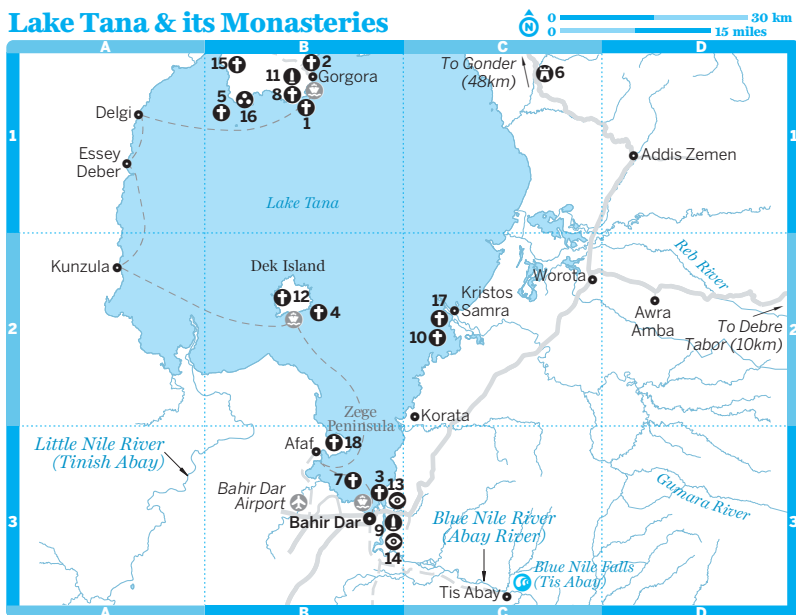 Lake Tana & its Monasteries
N
0 30 km
0 15 miles
A B C D
To Gonder
(48km)
6
15
2
11
Gorgora
5
16
8
1
Delgi
1 1
Essey
Deber
Addis Zemen
Lake Tana
Reb River
Kunzula
Dek Island
Worota
12
4
17
Kristos
Samra
10
Awra
Amba
2 2
To Debre
Tabor (10km)
Zege
Peninsula
Korata
Little Nile River
(Tinish Abay)
Afaf
18
7
3
13
Gumara River
Bahir Dar
Airport
Bahir Dar
9
14
Blue Nile River
(Abay River)
3 3
Blue Nile Falls
(Tis Abay)
Tis Abay
A B C D